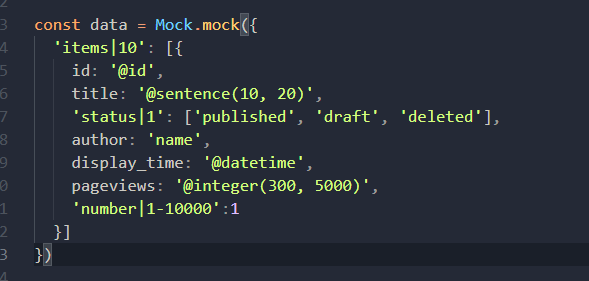 3 const data = Mock.mock({
4 'items|10': [{
5 id: '@id',
6 title: '@sentence(10, 20)',
7 'status|1': ['published', 'draft', 'deleted'],
8 author: 'name',
9 display_time: '@datetime',
0 pageviews: '@integer(300, 5000)',
1 'number|1-10000':1
2 }]
3 })